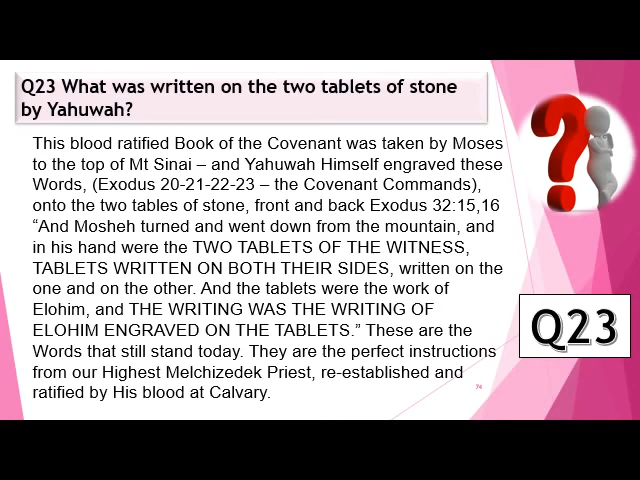 Q23 What was written on the two tablets of stone
by Yahuwah?
This blood ratified Book of the Covenant was taken by Moses
to the top of Mt Sinai – and Yahuwah Himself engraved these
Words, (Exodus 20-21-22-23 – the Covenant Commands),
onto the two tables of stone, front and back Exodus 32:15,16
“And Mosheh turned and went down from the mountain, and
in his hand were the TWO TABLETS OF THE WITNESS,
TABLETS WRITTEN ON BOTH THEIR SIDES, written on the
one and on the other. And the tablets were the work of
Elohim, and THE WRITING WAS THE WRITING OF
ELOHIM ENGRAVED ON THE TABLETS.” These are the
Words that still stand today. They are the perfect instructions
from our Highest Melchizedek Priest, re-established and
ratified by His blood at Calvary.
Q23
74